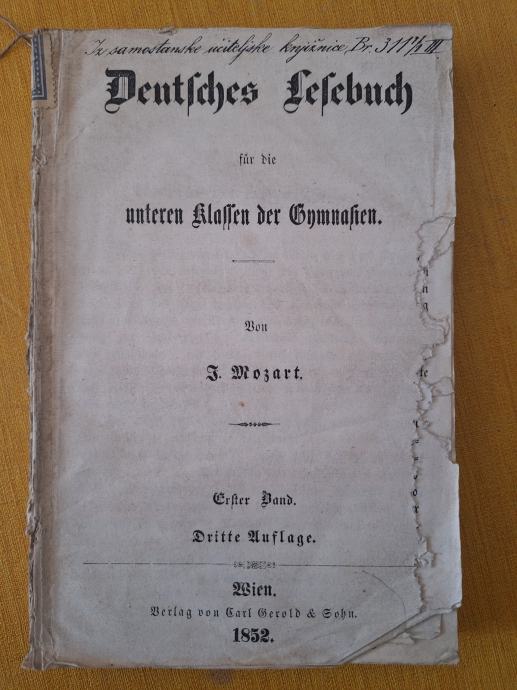 Iz samostanske učiteljske knjižnice, Br. 311
Deutſches Leſebuch
für die
unteren Klaſſen der Gymnaſien.
Von
J. Mozart.
Erſter Band.
Dritte Auflage.
Wien.
Verlag von Carl Gerold & Sohn.
1852.